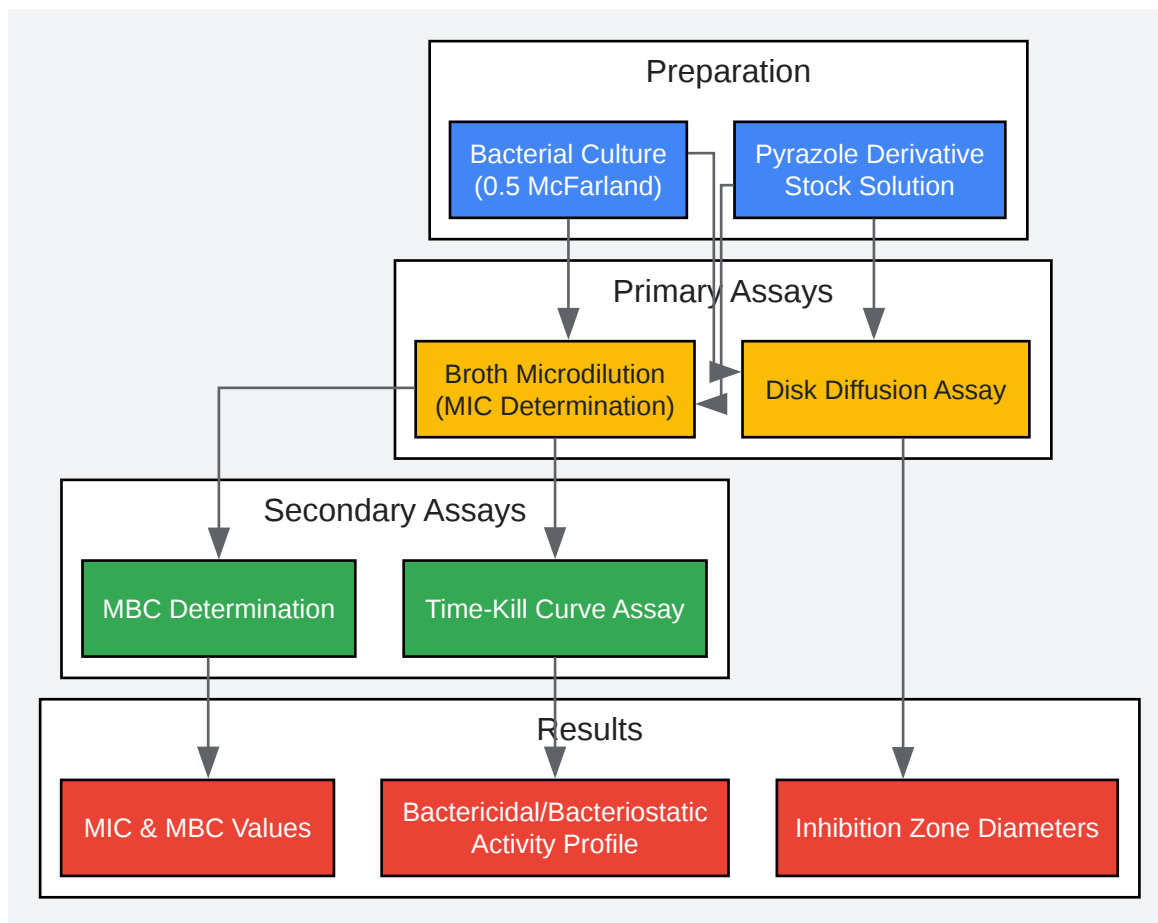 Preparation
Bacterial Culture
(0.5 McFarland)
Pyrazole Derivative
Stock Solution
Primary Assays
Broth Microdilution
(MIC Determination)
Disk Diffusion Assay
Secondary Assays
MBC Determination
Time-Kill Curve Assay
Results
MIC & MBC Values
Bactericidal/Bacteriostatic
Activity Profile
Inhibition Zone Diameters